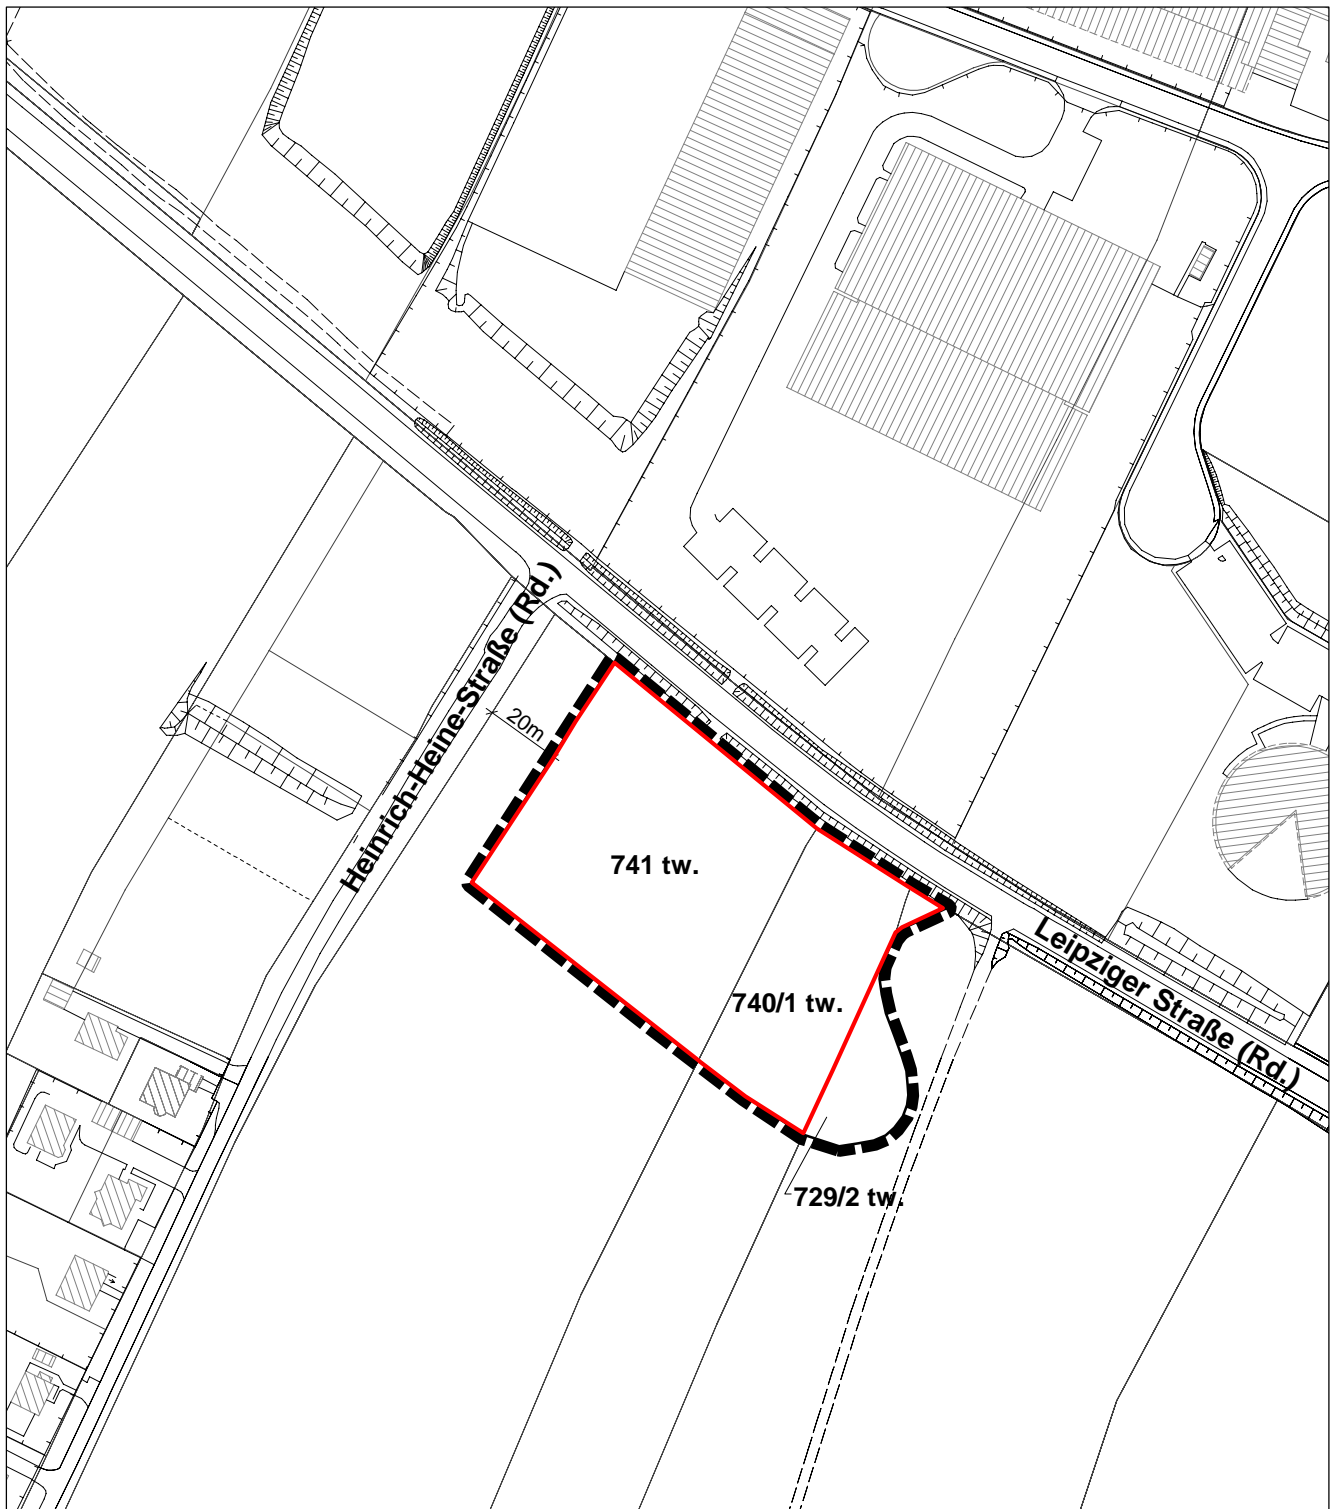 Heinrich-Heine-Straße (Rd.)
20m
741 tw.
740/1 tw.
Leipziger Straße (Rd.)
729/2 tw.